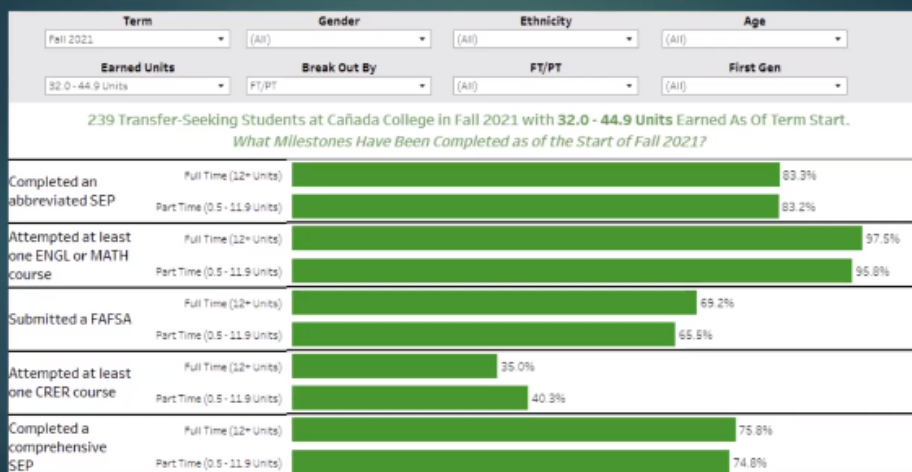 Term Gender Ethnicity Age
Fall 2021 (All) (All) (All)
Earned Units Break Out By FT/PT First Gen
32.0 - 44.9 Units FT/PT (All) (All)
239 Transfer-Seeking Students at Cañada College in Fall 2021 with 32.0 - 44.9 Units Earned As Of Term Start.
What Milestones Have Been Completed as of the Start of Fall 2021?
Completed an
abbreviated SEP
Full Time (12+ Units) 83.3%
Part Time (0.5 - 11.9 Units) 83.2%
Attempted at least
one ENGL or MATH
course
Full Time (12+ Units) 97.5%
Part Time (0.5 - 11.9 Units) 95.8%
Submitted a FAFSA
Full Time (12+ Units) 69.2%
Part Time (0.5 - 11.9 Units) 65.5%
Attempted at least
one CRER course
Full Time (12+ Units) 35.0%
Part Time (0.5 - 11.9 Units) 40.3%
Completed a
comprehensive
SEP
Full Time (12+ Units) 75.8%
Part Time (0.5 - 11.9 Units) 74.8%